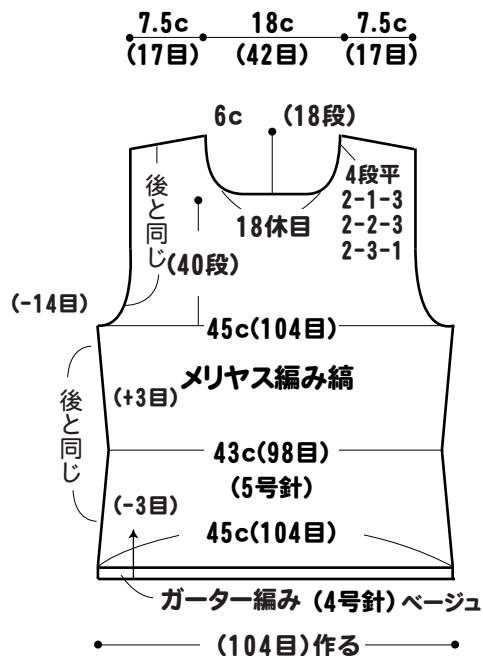 7.5c 18c 7.5c
(17目) (42目) (17目)
6c (18段)
4段平
2-1-3
2-2-3
2-3-1
後と同じ
18休目
(40段)
(-14目)
45c(104目)
メリヤス編み縞
(+3目)
後と同じ
43c(98目)
(5号針)
(-3目)
45c(104目)
ガーター編み (4号針) ベージュ
(104目)作る